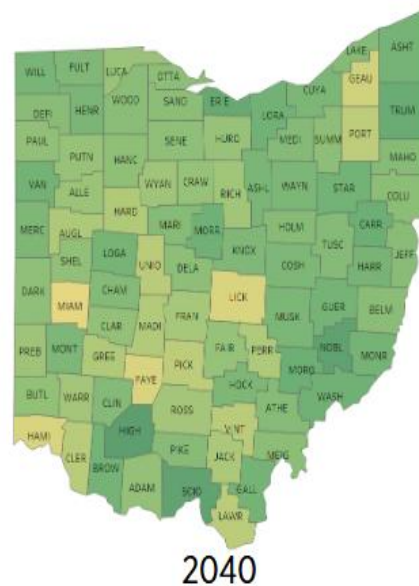 ASHT
LAKE
WILL FULT LUCA OTTA GEAU
CUYA
WOOD SAND ERIE LORA TRUM
DEFI HENR
PORT
PAUL SENE HURO MEDI SUMM
PUTN HANC MAHO
VAN WYAN CRAW RICH ASHL WAYN STAR COLU
ALLE
HARD
MERC AUGL MARI MORR HOLM CARR
SHEL LOGA UNIO KNOX TUSC HARR JEFF
DELA COSH
DARK CHAM LICK
MIAM GUER BELM
CLAR MADI FRAN MUSK
PREB MONT GREE FAIR PERR NOBL MONR
PICK MORG
FAYE
BUTL WARR CLIN HOCK WASH
ROSS ATHE
HAMI HIGH VINT
CLER PIKE JACK MEIG
BROW ADAM SCIO GALL
LAWR
2040